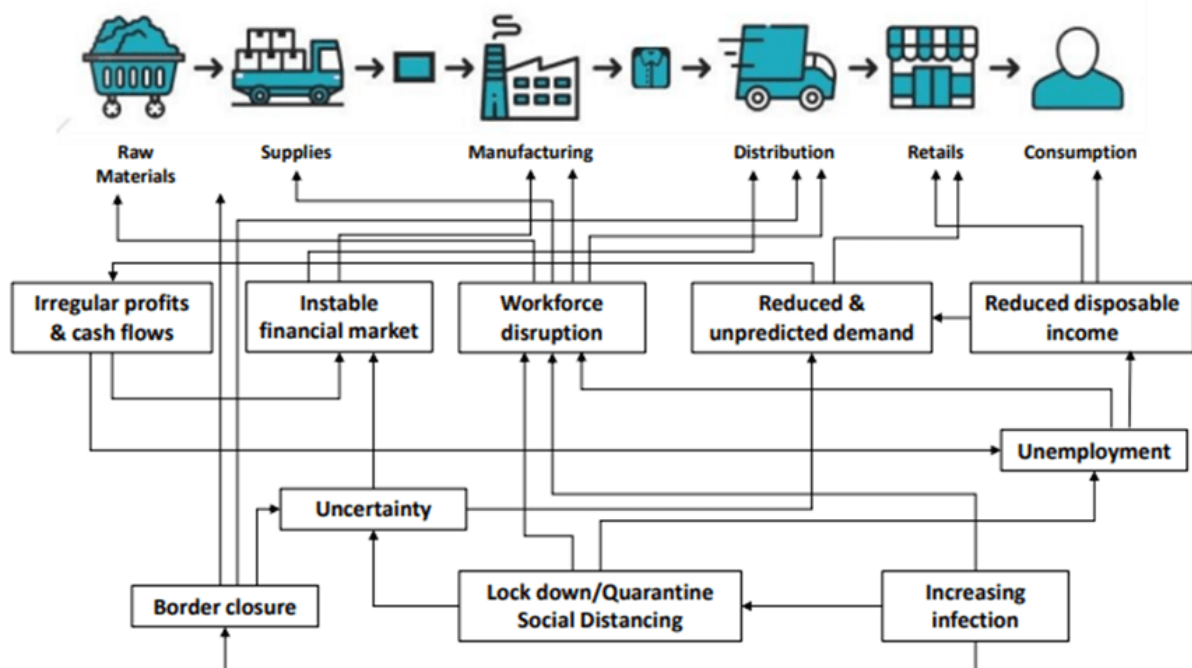 Raw
Materials
Supplies
Manufacturing
Distribution
Retails
Consumption
Irregular profits
& cash flows
Instable
financial market
Workforce
disruption
Reduced &
unpredicted demand
Reduced disposable
income
Unemployment
Uncertainty
Border closure
Lock down/Quarantine
Social Distancing
Increasing
infection